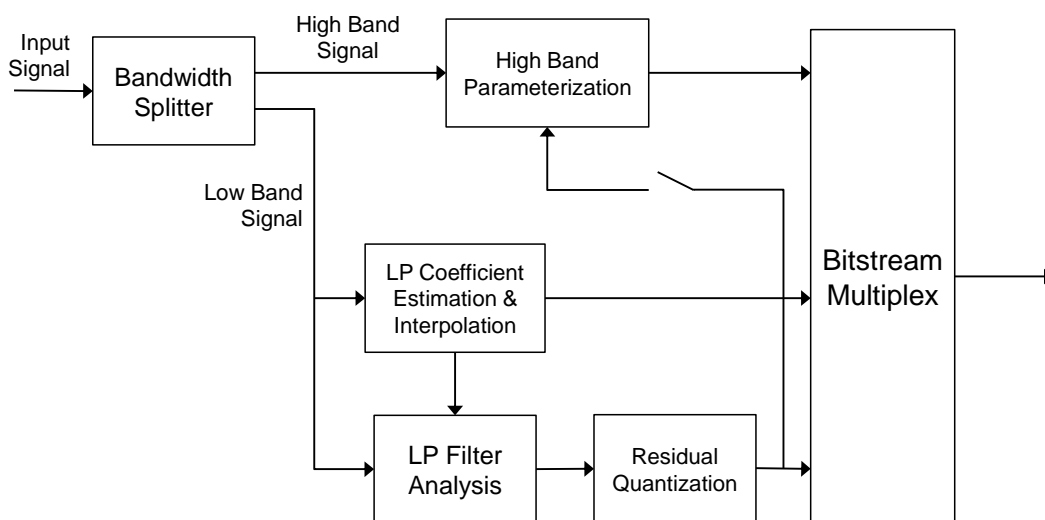 Input
Signal
Bandwidth
Splitter
High Band
Signal
High Band
Parameterization
Low Band
Signal
LP Coefficient
Estimation &
Interpolation
LP Filter
Analysis
Residual
Quantization
Bitstream
Multiplex